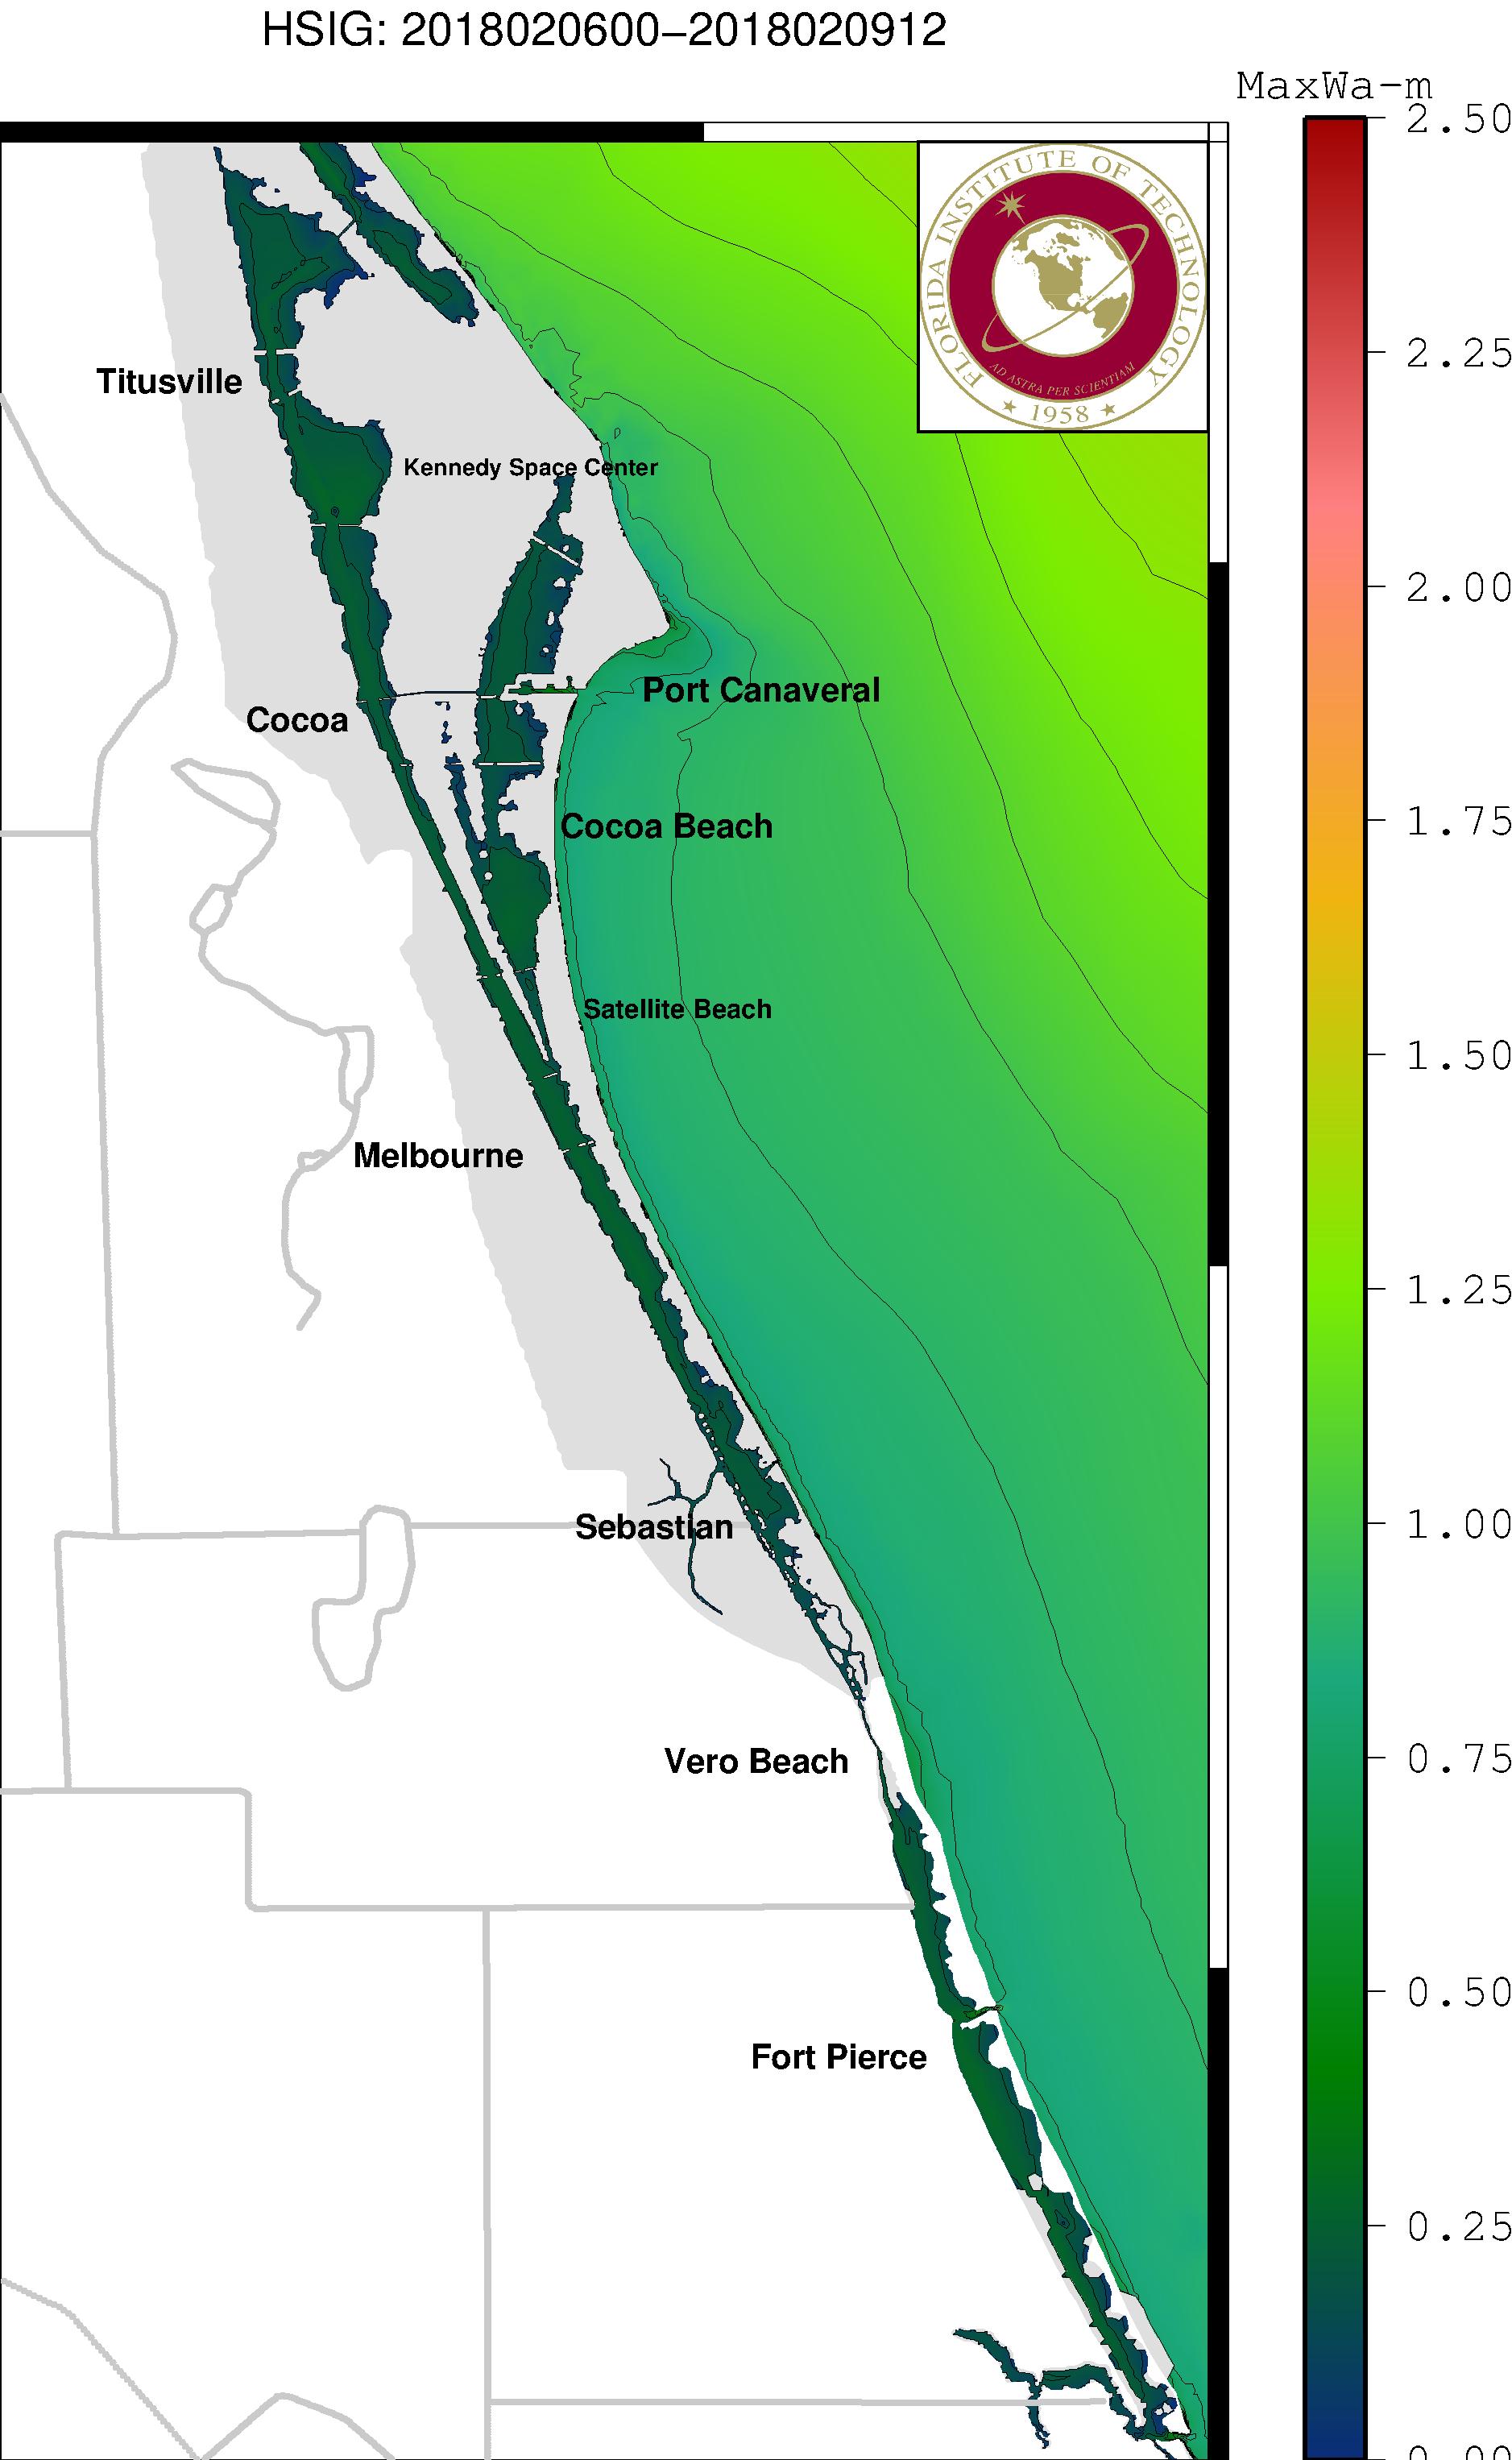 HSIG: 2018020600−2018020912
MaxWa−m
2.50
2.25
2.00
1.75
1.50
1.25
1.00
0.75
0.50
0.25
0.00
FLORIDA INSTITUTE OF TECHNOLOGY
AD ASTRA PER SCIENTIAM
1958
Titusville
Kennedy Space Center
Port Canaveral
Cocoa
Cocoa Beach
Satellite Beach
Melbourne
Sebastian
Vero Beach
Fort Pierce